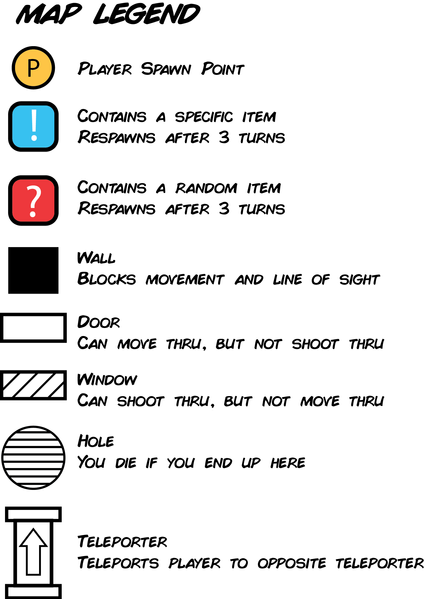 Map Legend
P
Player Spawn Point
!
Contains a specific item
Respawns after 3 turns
?
Contains a random item
Respawns after 3 turns
Wall
Blocks movement and line of sight
Door
Can move thru, but not shoot thru
Window
Can shoot thru, but not move thru
Hole
You die if you end up here
Teleporter
Teleports player to opposite teleporter